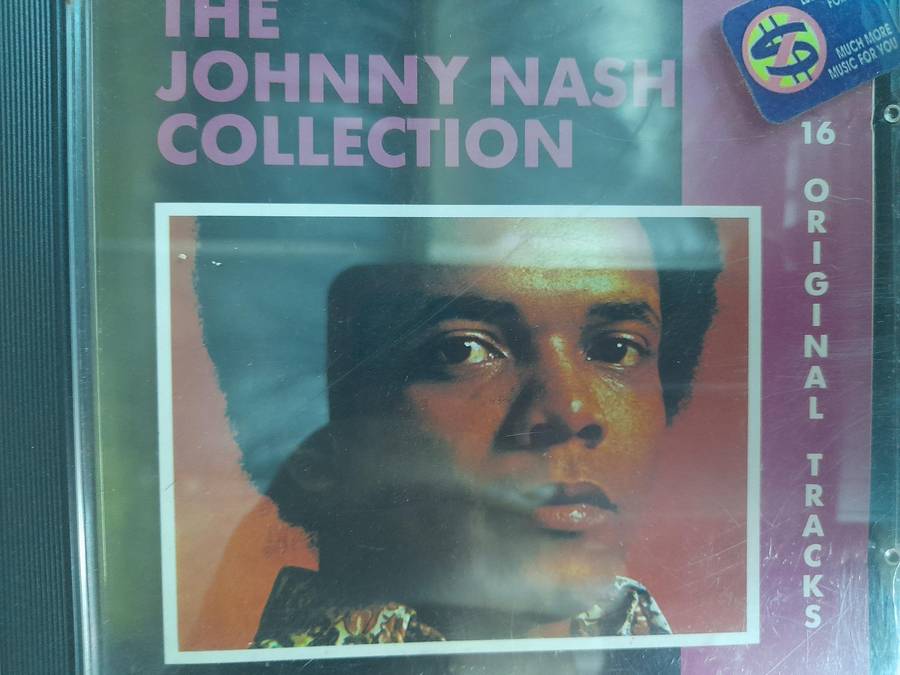 THE
JOHNNY NASH
COLLECTION
MUCH MORE
MUSIC FOR YOU
16
ORIGINAL TRACKS